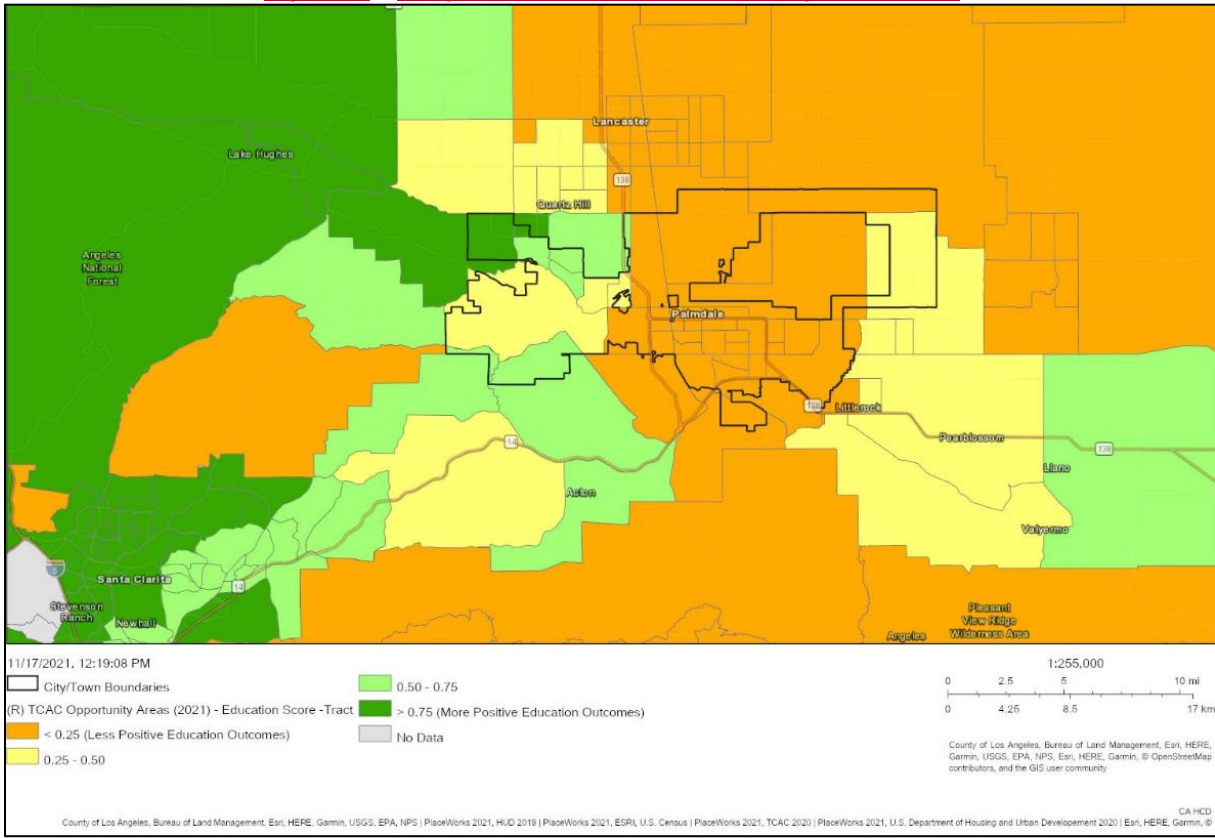 138
Lancaster
Lake Hughes
138
Quartz Hill
Angeles
National
Forest
Palmdale
138
Littlerock
Pearblossom
138
Llano
14
Acton
Valyermo
5
Santa Clarita
14
Stevenson
Ranch
Newhall
Pleasant
View Ridge
Wilderness Area
Angeles
11/17/2021, 12:19:08 PM
City/Town Boundaries
(R) TCAC Opportunity Areas (2021) - Education Score -Tract
< 0.25 (Less Positive Education Outcomes)
0.25 - 0.50
0.50 - 0.75
> 0.75 (More Positive Education Outcomes)
No Data
1:255,000
0 2.5 5 10 mi
0 4.25 8.5 17 km
County of Los Angeles, Bureau of Land Management, Esri, HERE,
Garmin, USGS, EPA, NPS, Esri, HERE, Garmin, © OpenStreetMap
contributors, and the GIS user community
CA HCD
County of Los Angeles, Bureau of Land Management, Esri, HERE, Garmin, USGS, EPA, NPS | PlaceWorks 2021, HUD 2019 | PlaceWorks 2021, ESRI, U.S. Census | PlaceWorks 2021, TCAC 2020 | PlaceWorks 2021, U.S. Department of Housing and Urban Developement 2020 | Esri, HERE, Garmin, ©